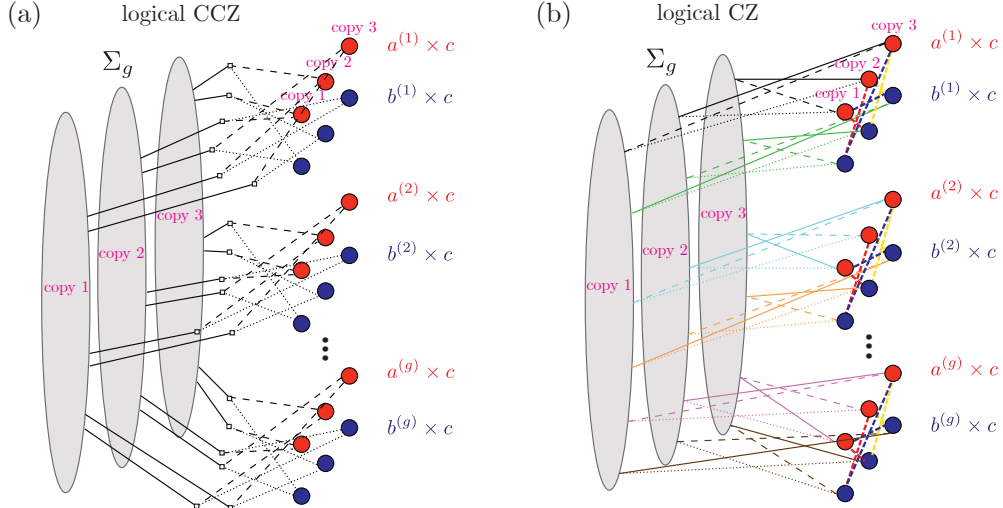 (a)
logical CCZ
Σ_g
copy 3
copy 2
copy 1
a^{(1)} × c
b^{(1)} × c
a^{(2)} × c
b^{(2)} × c
a^{(g)} × c
b^{(g)} × c
copy 3
copy 2
copy 1
(b)
logical CZ
Σ_g
copy 3
copy 2
copy 1
a^{(1)} × c
b^{(1)} × c
a^{(2)} × c
b^{(2)} × c
a^{(g)} × c
b^{(g)} × c
copy 3
copy 2
copy 1